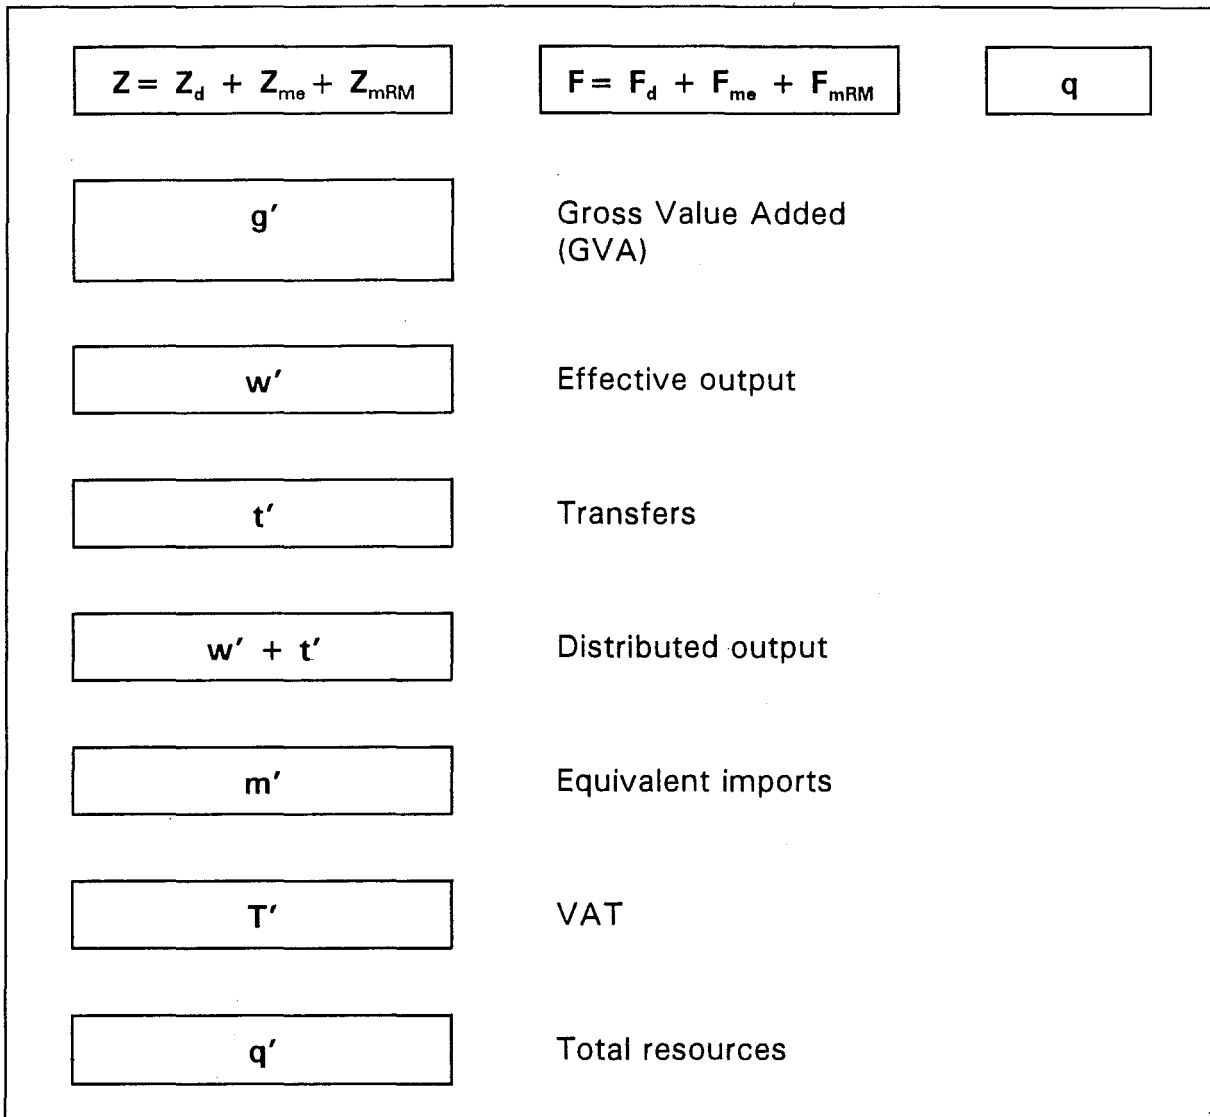 Z = Z_d + Z_me + Z_mRM
F = F_d + F_me + F_mRM
q
g′
Gross Value Added
(GVA)
w′
Effective output
t′
Transfers
w′ + t′
Distributed output
m′
Equivalent imports
T′
VAT
q′
Total resources